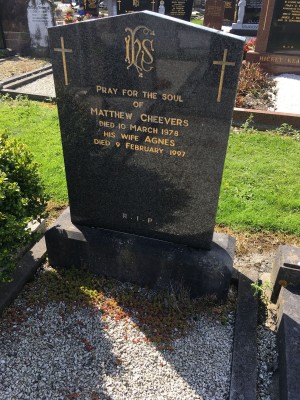 IHS
PRAY FOR THE SOUL
OF
MATTHEW CHEEVERS
DIED 10 MARCH 1978
HIS WIFE AGNES
DIED 9 FEBRUARY 1997
R.I.P.